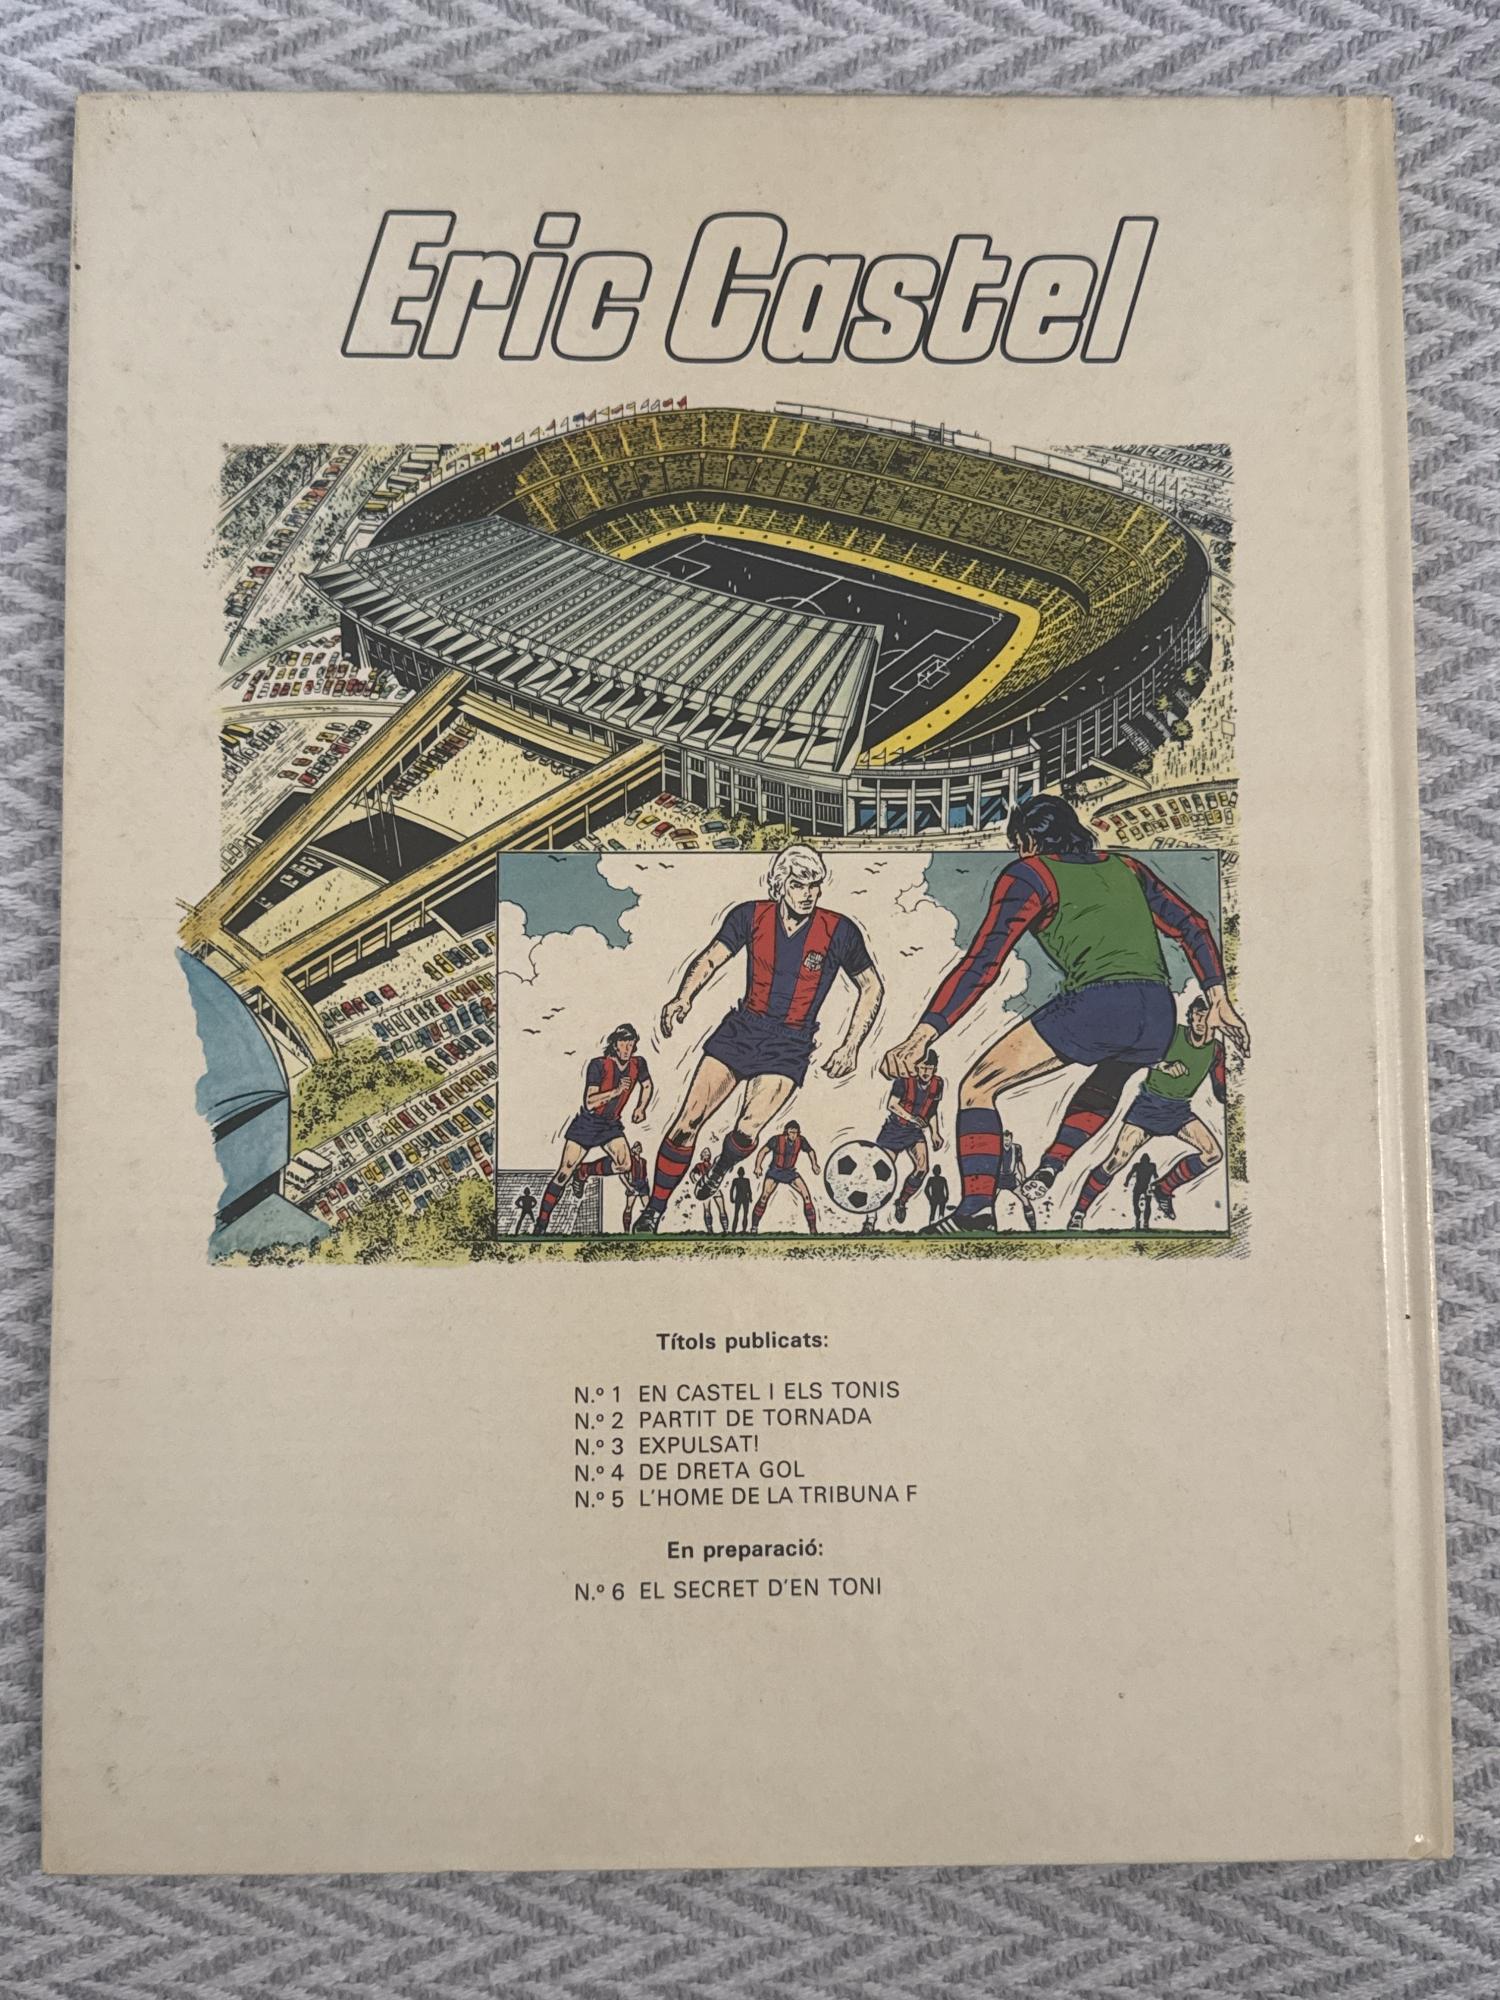 Eric Castel
Títols publicats:
N.º 1 EN CASTEL I ELS TONIS
N.º 2 PARTIT DE TORNADA
N.º 3 EXPULSAT!
N.º 4 DE DRETA GOL
N.º 5 L'HOME DE LA TRIBUNA F
En preparació:
N.º 6 EL SECRET D'EN TONI